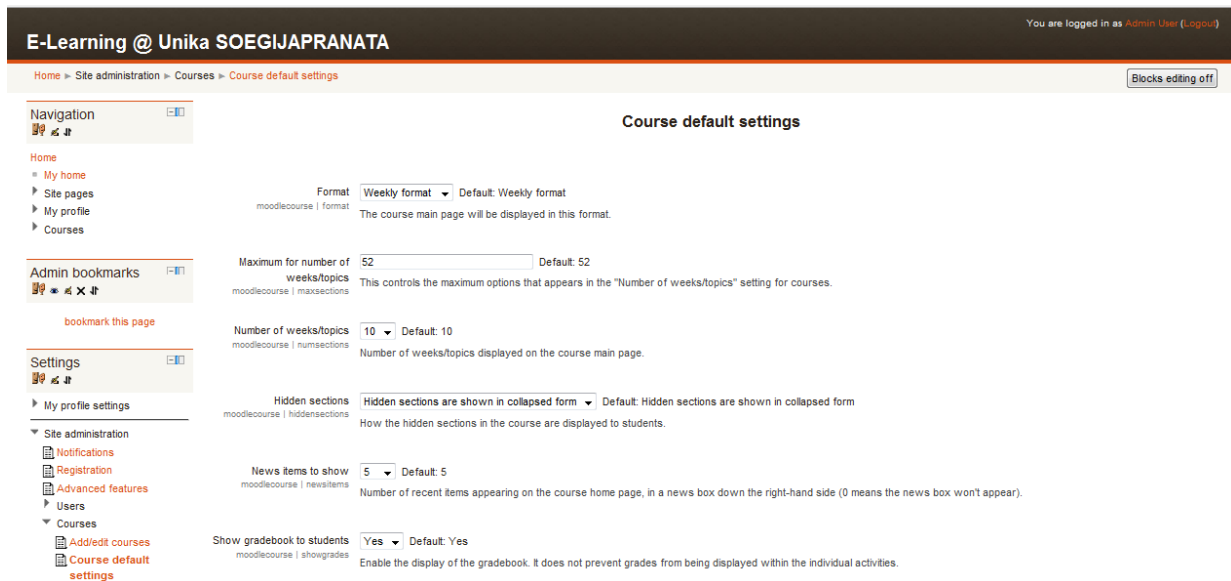 You are logged in as Admin User (Logout)
E-Learning @ Unika SOEGIJAPRANATA
Home ► Site administration ► Courses ► Course default settings
Blocks editing off
Navigation
Home
My home
Site pages
My profile
Courses
Admin bookmarks
bookmark this page
Settings
My profile settings
Site administration
Notifications
Registration
Advanced features
Users
Courses
Add/edit courses
Course default
settings
Course default settings
Format Weekly format Default: Weekly format
moodlecourse | format
The course main page will be displayed in this format.
Maximum for number of 52 Default: 52
weeks/topics
moodlecourse | maxsections
This controls the maximum options that appears in the "Number of weeks/topics" setting for courses.
Number of weeks/topics 10 Default: 10
moodlecourse | numsections
Number of weeks/topics displayed on the course main page.
Hidden sections Hidden sections are shown in collapsed form Default: Hidden sections are shown in collapsed form
moodlecourse | hiddensections
How the hidden sections in the course are displayed to students.
News items to show 5 Default: 5
moodlecourse | newsitems
Number of recent items appearing on the course home page, in a news box down the right-hand side (0 means the news box won't appear).
Show gradebook to students Yes Default: Yes
moodlecourse | showgrades
Enable the display of the gradebook. It does not prevent grades from being displayed within the individual activities.